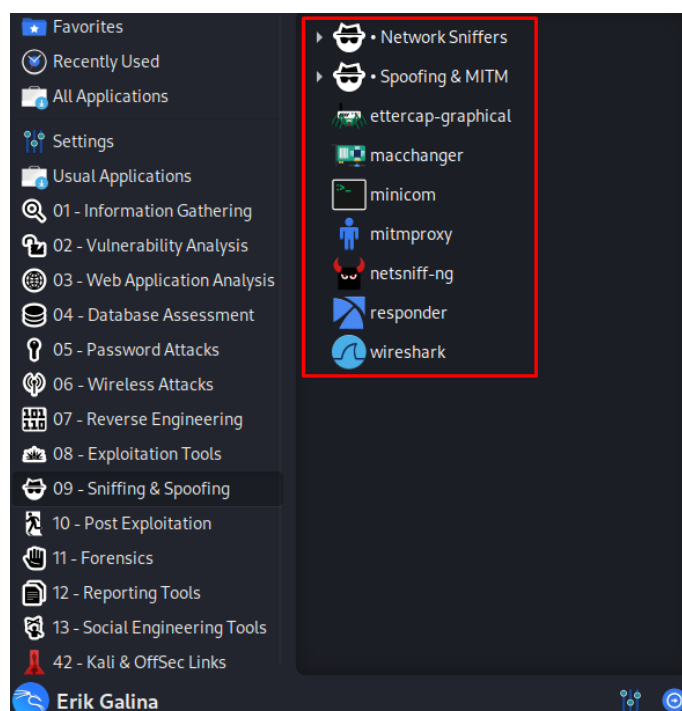 Favorites
Recently Used
All Applications
Settings
Usual Applications
01 - Information Gathering
02 - Vulnerability Analysis
03 - Web Application Analysis
04 - Database Assessment
05 - Password Attacks
06 - Wireless Attacks
07 - Reverse Engineering
08 - Exploitation Tools
09 - Sniffing & Spoofing
10 - Post Exploitation
11 - Forensics
12 - Reporting Tools
13 - Social Engineering Tools
42 - Kali & OffSec Links
Erik Galina
• Network Sniffers
• Spoofing & MITM
ettercap-graphical
macchanger
minicom
mitmproxy
netsniff-ng
responder
wireshark